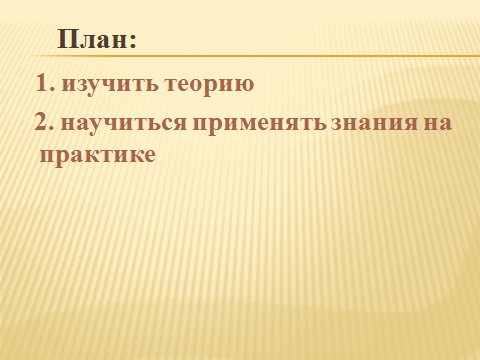 План:
1. изучить теорию
2. научиться применять знания на
практике